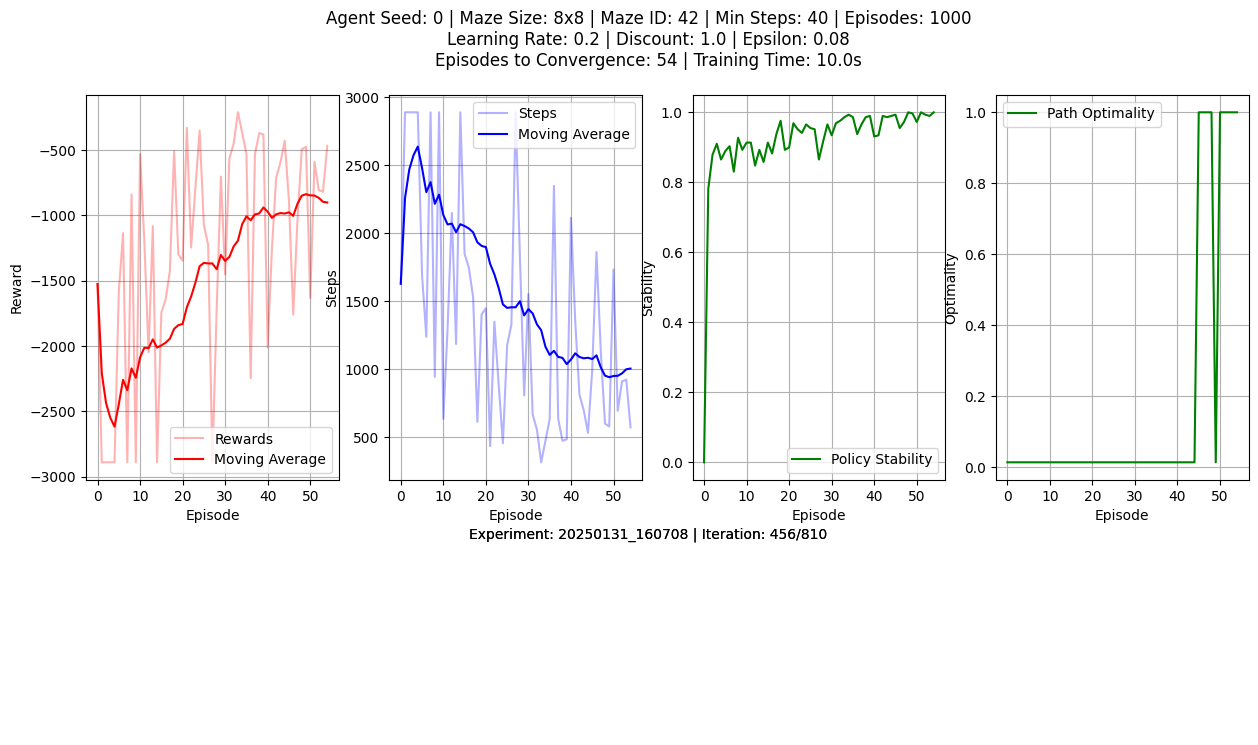 Agent Seed: 0 | Maze Size: 8x8 | Maze ID: 42 | Min Steps: 40 | Episodes: 1000
Learning Rate: 0.2 | Discount: 1.0 | Epsilon: 0.08
Episodes to Convergence: 54 | Training Time: 10.0s
Reward
−500
−1000
−1500
−2000
−2500
−3000
Rewards
Moving Average
0 10 20 30 40 50
Episode
Steps
3000
2500
2000
1500
1000
500
Steps
Moving Average
0 10 20 30 40 50
Episode
Stability
1.0
0.8
0.6
0.4
0.2
0.0
Policy Stability
0 10 20 30 40 50
Episode
Optimality
1.0
0.8
0.6
0.4
0.2
0.0
Path Optimality
0 10 20 30 40 50
Episode
Experiment: 20250131_160708 | Iteration: 456/810